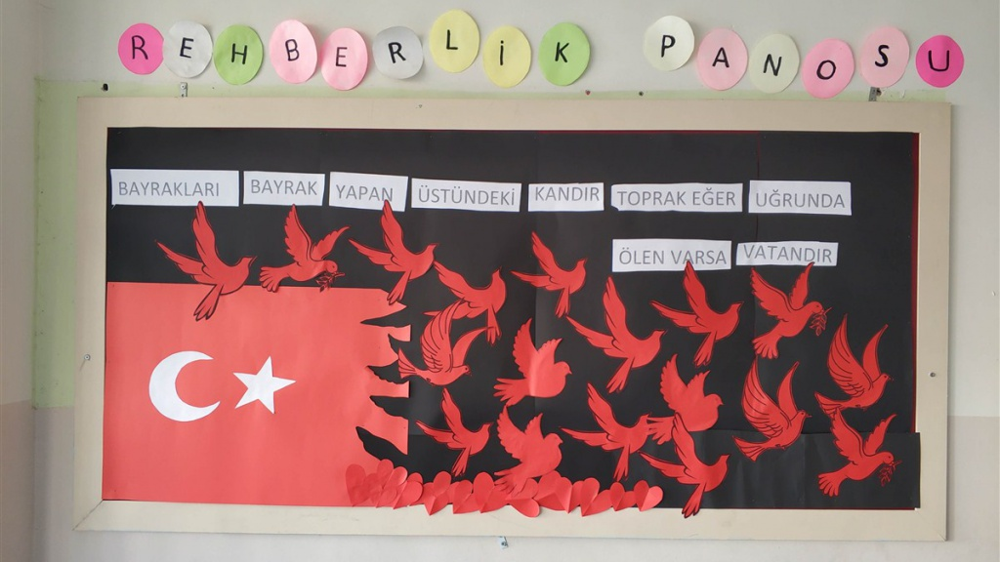 REHBERLİK PANOSU
BAYRAKLARI BAYRAK YAPAN ÜSTÜNDEKİ KANDIR TOPRAK EĞER UĞRUNDA
ÖLEN VARSA VATANDIR